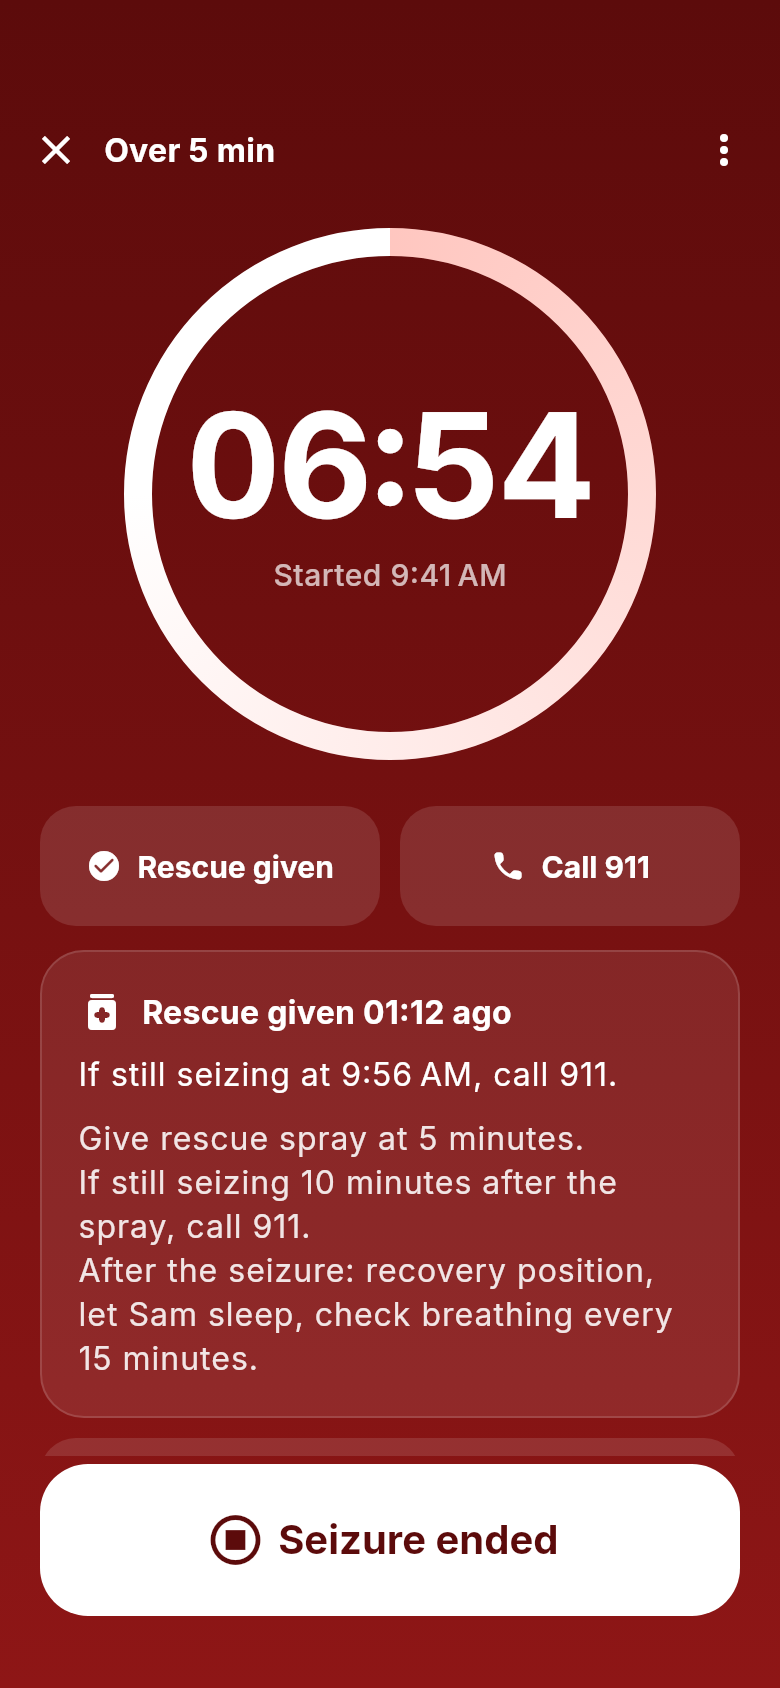 Over 5 min
06:54
Started 9:41 AM
Rescue given
Call 911
Rescue given 01:12 ago
If still seizing at 9:56 AM, call 911.
Give rescue spray at 5 minutes.
If still seizing 10 minutes after the
spray, call 911.
After the seizure: recovery position,
let Sam sleep, check breathing every
15 minutes.
Seizure ended